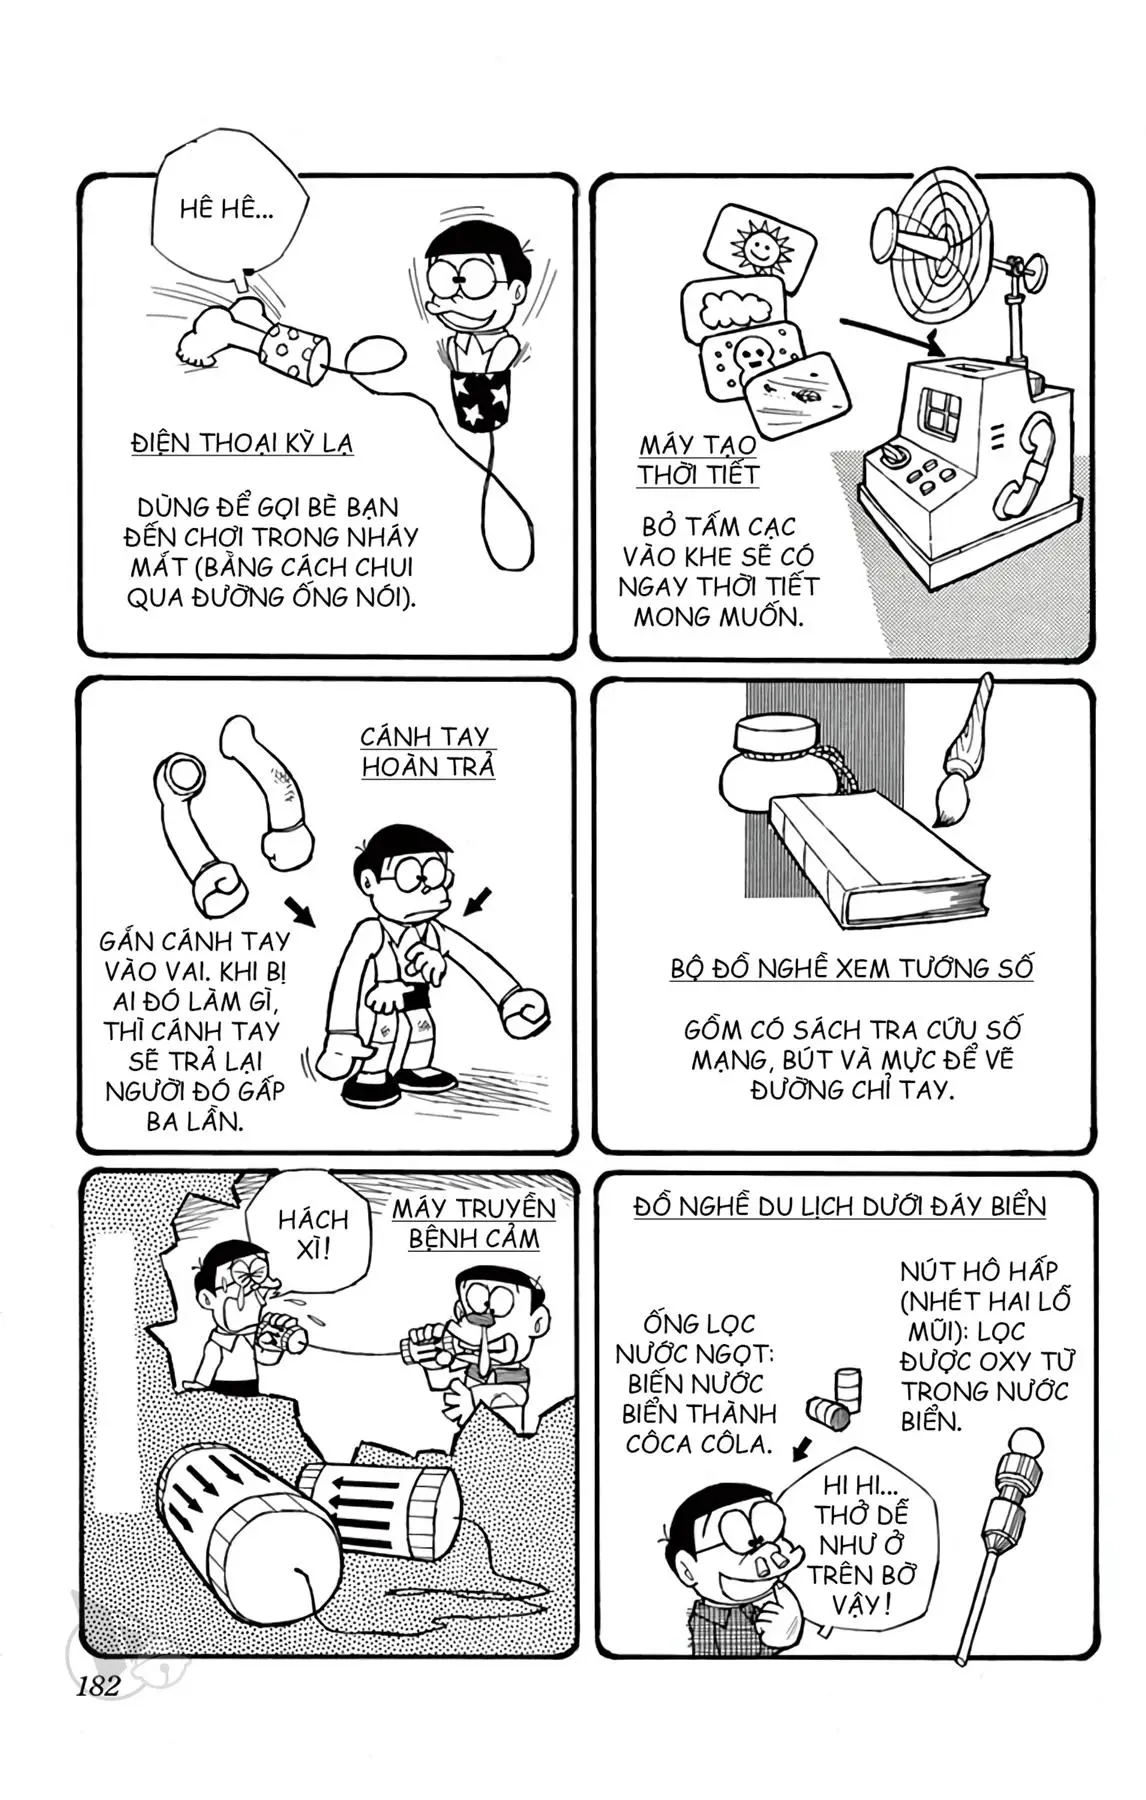 HÊ HÊ...
ĐIỆN THOẠI KỲ LẠ
DÙNG ĐỂ GỌI BÈ BẠN
ĐẾN CHƠI TRONG NHÁY
MẮT (BẰNG CÁCH CHUI
QUA ĐƯỜNG ỐNG NÓI).
MÁY TẠO
THỜI TIẾT
BỎ TẤM CẠC
VÀO KHE SẼ CÓ
NGAY THỜI TIẾT
MONG MUỐN.
CÁNH TAY
HOÀN TRẢ
GẮN CÁNH TAY
VÀO VAI. KHI BỊ
AI ĐÓ LÀM GÌ,
THÌ CÁNH TAY
SẼ TRẢ LẠI
NGƯỜI ĐÓ GẤP
BA LẦN.
BỘ ĐỒ NGHỀ XEM TƯỚNG SỐ
GỒM CÓ SÁCH TRA CỨU SỐ
MẠNG, BÚT VÀ MỰC ĐỂ VẼ
ĐƯỜNG CHỈ TAY.
HÁCH
XÌ!
MÁY TRUYỀN
BỆNH CẢM
ĐỒ NGHỀ DU LỊCH DƯỚI ĐÁY BIỂN
ỐNG LỌC
NƯỚC NGỌT:
BIẾN NƯỚC
BIỂN THÀNH
CÔCA CÔLA.
NÚT HÔ HẤP
(NHÉT HAI LỖ
MŨI): LỌC
ĐƯỢC OXY TỪ
TRONG NƯỚC
BIỂN.
HI HI...
THỞ DỄ
NHƯ Ở
TRÊN BỜ
VẬY!
182